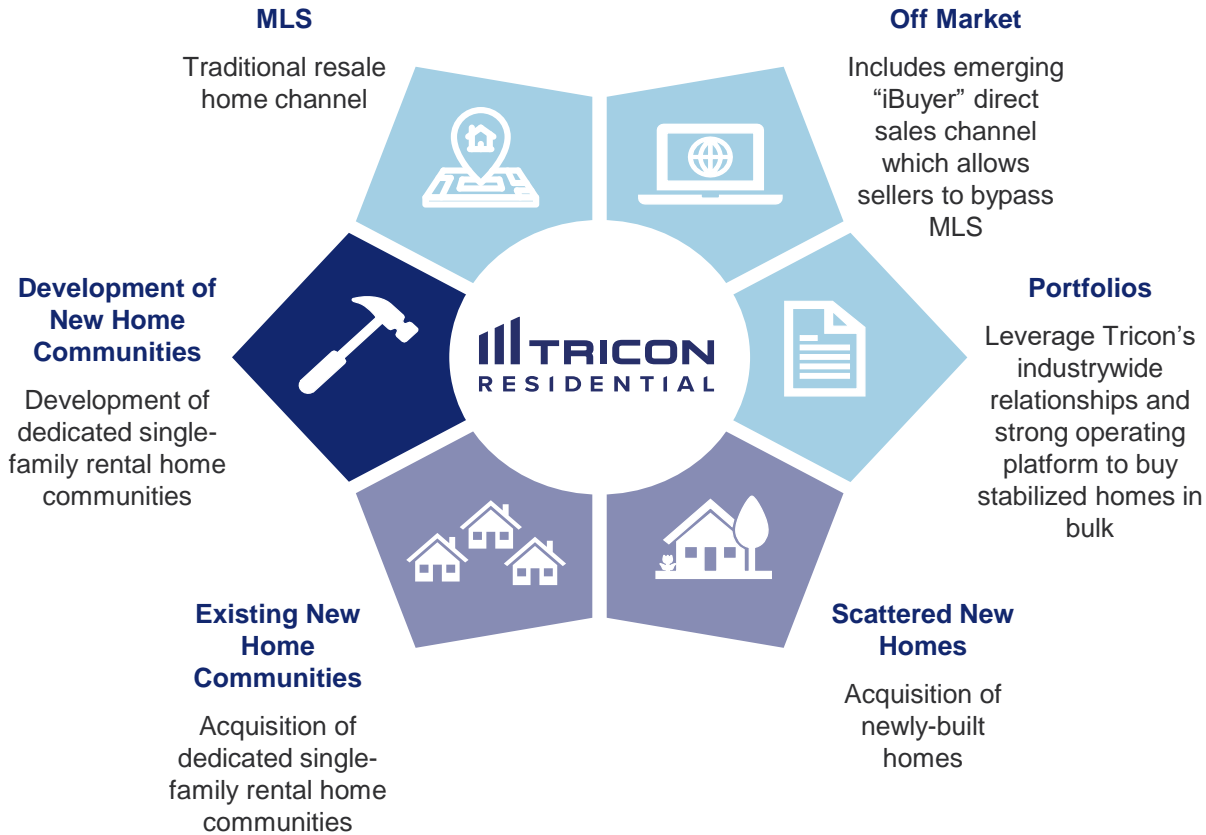 MLS
Traditional resale
home channel
Off Market
Includes emerging
“iBuyer” direct
sales channel
which allows
sellers to bypass
MLS
Development of
New Home
Communities
Development of
dedicated single-
family rental home
communities
TRICON
RESIDENTIAL
Portfolios
Leverage Tricon’s
industrywide
relationships and
strong operating
platform to buy
stabilized homes in
bulk
Existing New
Home
Communities
Acquisition of
dedicated single-
family rental home
communities
Scattered New
Homes
Acquisition of
newly-built
homes